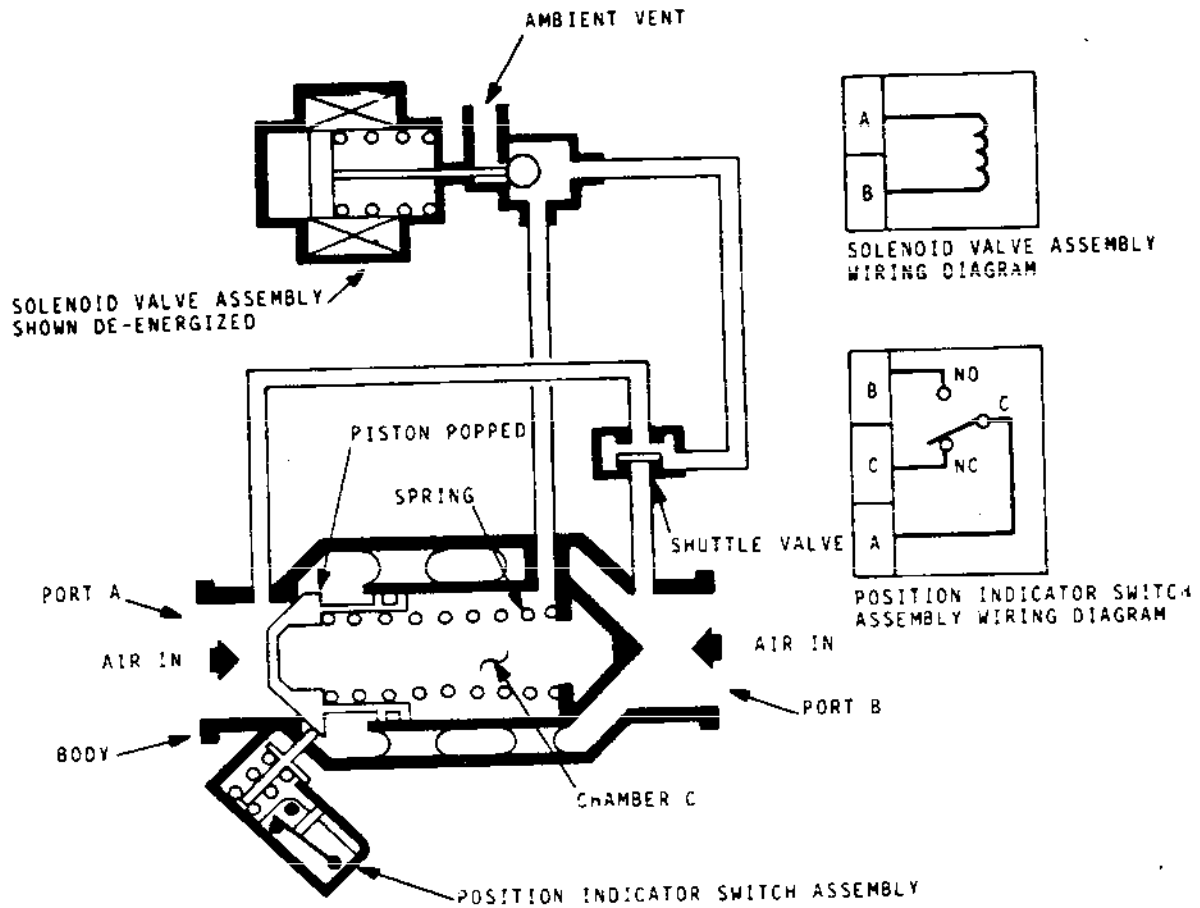 AMBIENT VENT
A
B
SOLENOID VALVE ASSEMBLY
WIRING DIAGRAM
SOLENOID VALVE ASSEMBLY
SHOWN DE-ENERGIZED
B
NO
C
C
NC
A
PISTON POPPED
SPRING
SHUTTLE VALVE
POSITION INDICATOR SWITCH
ASSEMBLY WIRING DIAGRAM
PORT A
AIR IN
AIR IN
PORT B
BODY
CHAMBER C
POSITION INDICATOR SWITCH ASSEMBLY